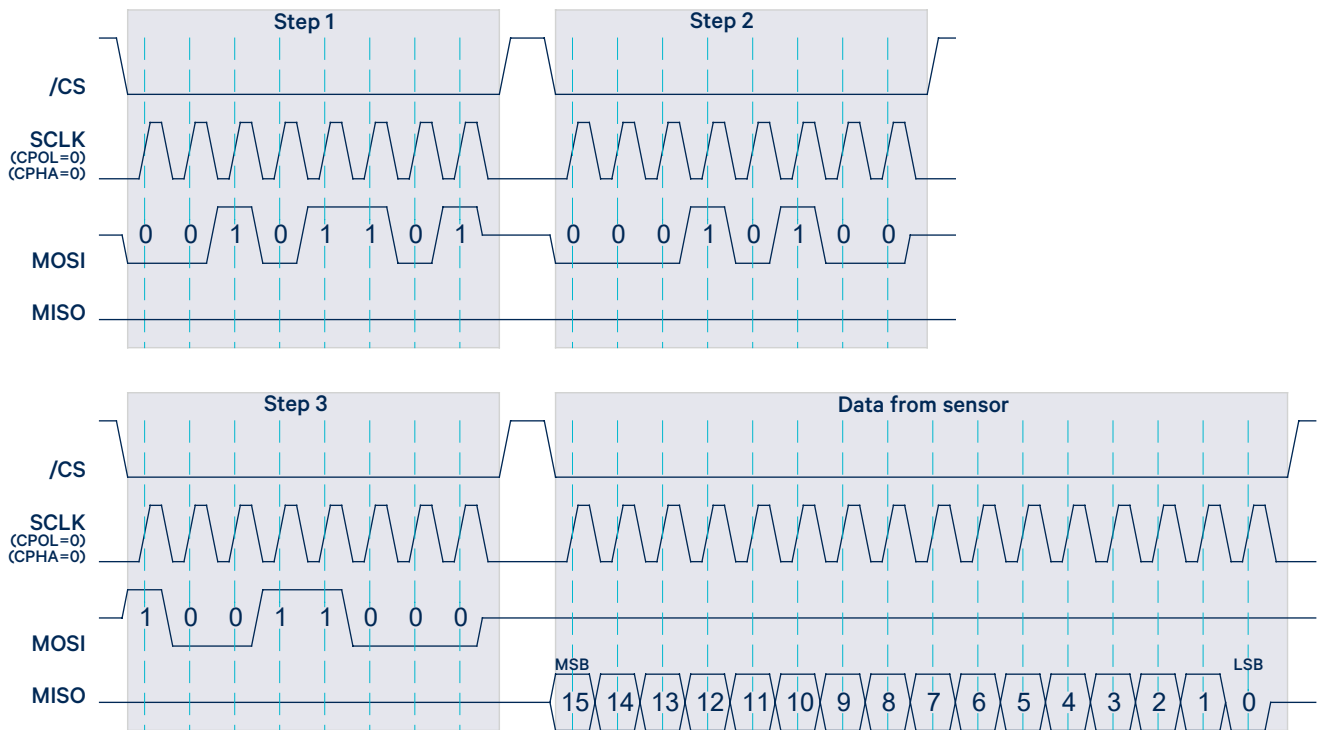 Step 1 Step 2
/CS
SCLK
(CPOL=0)
(CPHA=0)
0 0 1 0 1 1 0 1 0 0 0 1 0 1 0 0
MOSI
MISO
Step 3 Data from sensor
/CS
SCLK
(CPOL=0)
(CPHA=0)
1 0 0 1 1 0 0 0
MOSI
MSB LSB
MISO 15 14 13 12 11 10 9 8 7 6 5 4 3 2 1 0